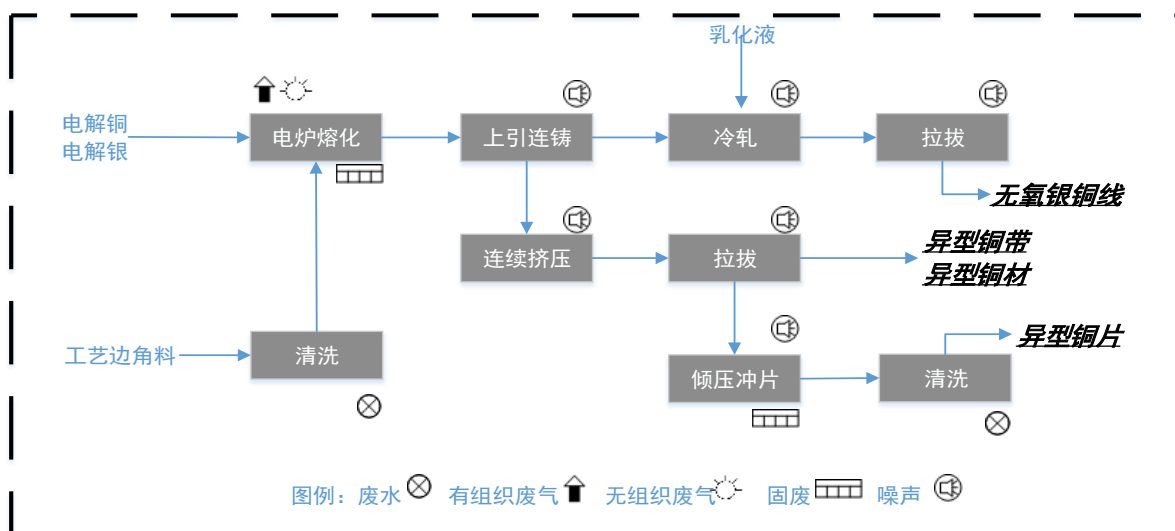 乳化液
电解铜
电解银
电炉熔化
上引连铸
冷轧
拉拔
无氧银铜线
连续挤压
拉拔
异型铜带
异型铜材
工艺边角料
清洗
倾压冲片
清洗
异型铜片
图例：废水 有组织废气 无组织废气 固废 噪声